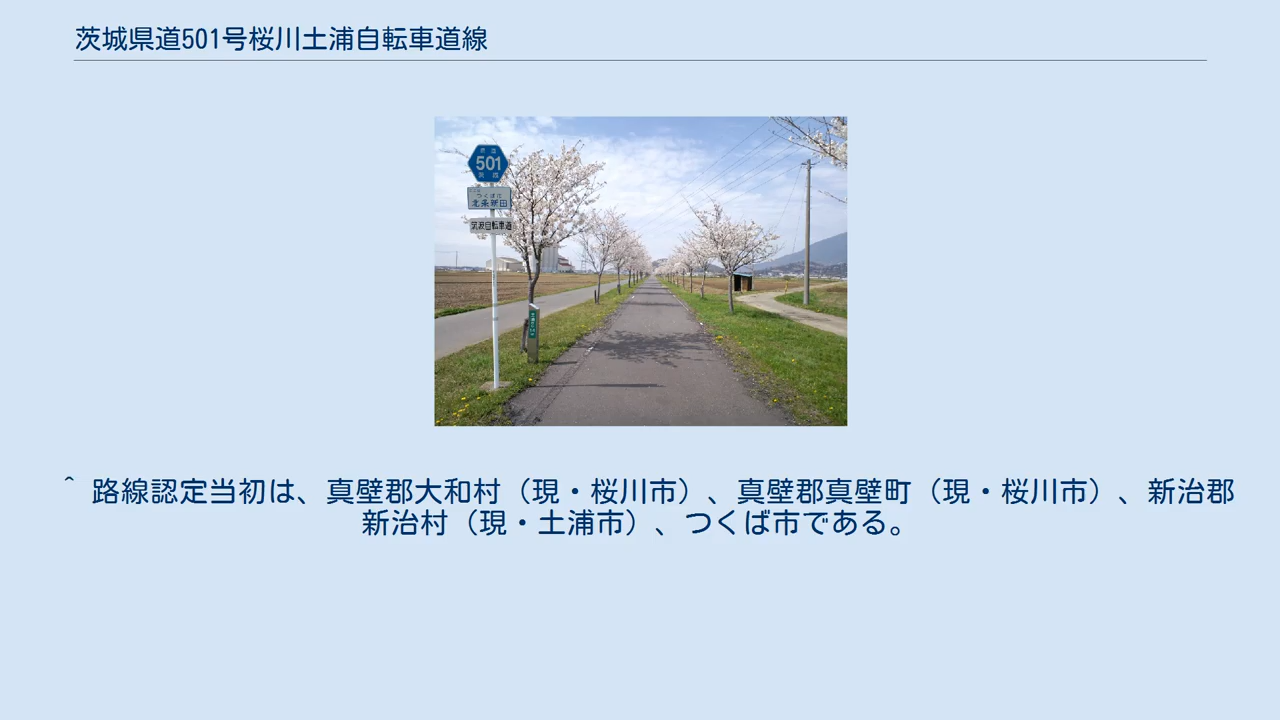 茨城県道501号桜川土浦自転車道線
501
つくば市
北条新田
筑波自転車道
^ 路線認定当初は、真壁郡大和村（現・桜川市）、真壁郡真壁町（現・桜川市）、新治郡
新治村（現・土浦市）、つくば市である。